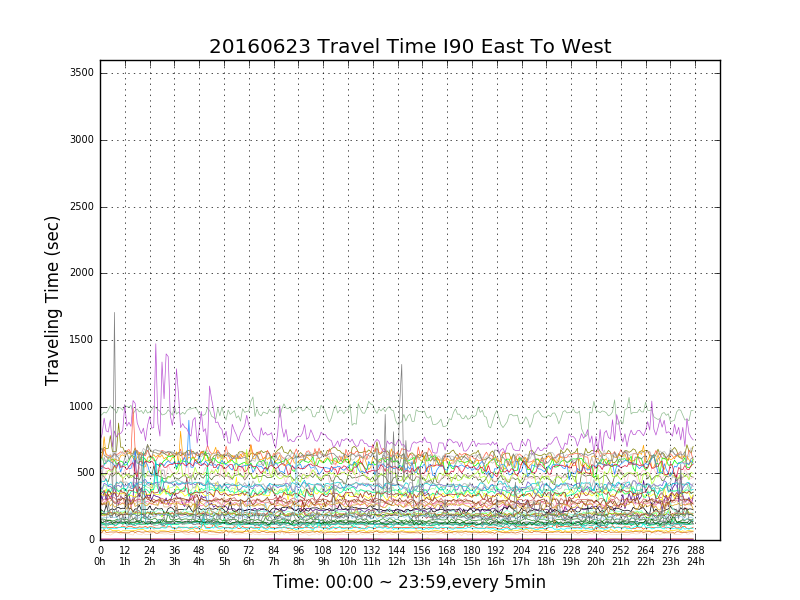 20160623 Travel Time I90 East To West
Traveling Time (sec)
3500
3000
2500
2000
1500
1000
500
0
0 12 24 36 48 60 72 84 96 108 120 132 144 156 168 180 192 204 216 228 240 252 264 276 288
0h 1h 2h 3h 4h 5h 6h 7h 8h 9h 10h 11h 12h 13h 14h 15h 16h 17h 18h 19h 20h 21h 22h 23h 24h
Time: 00:00 ~ 23:59,every 5min